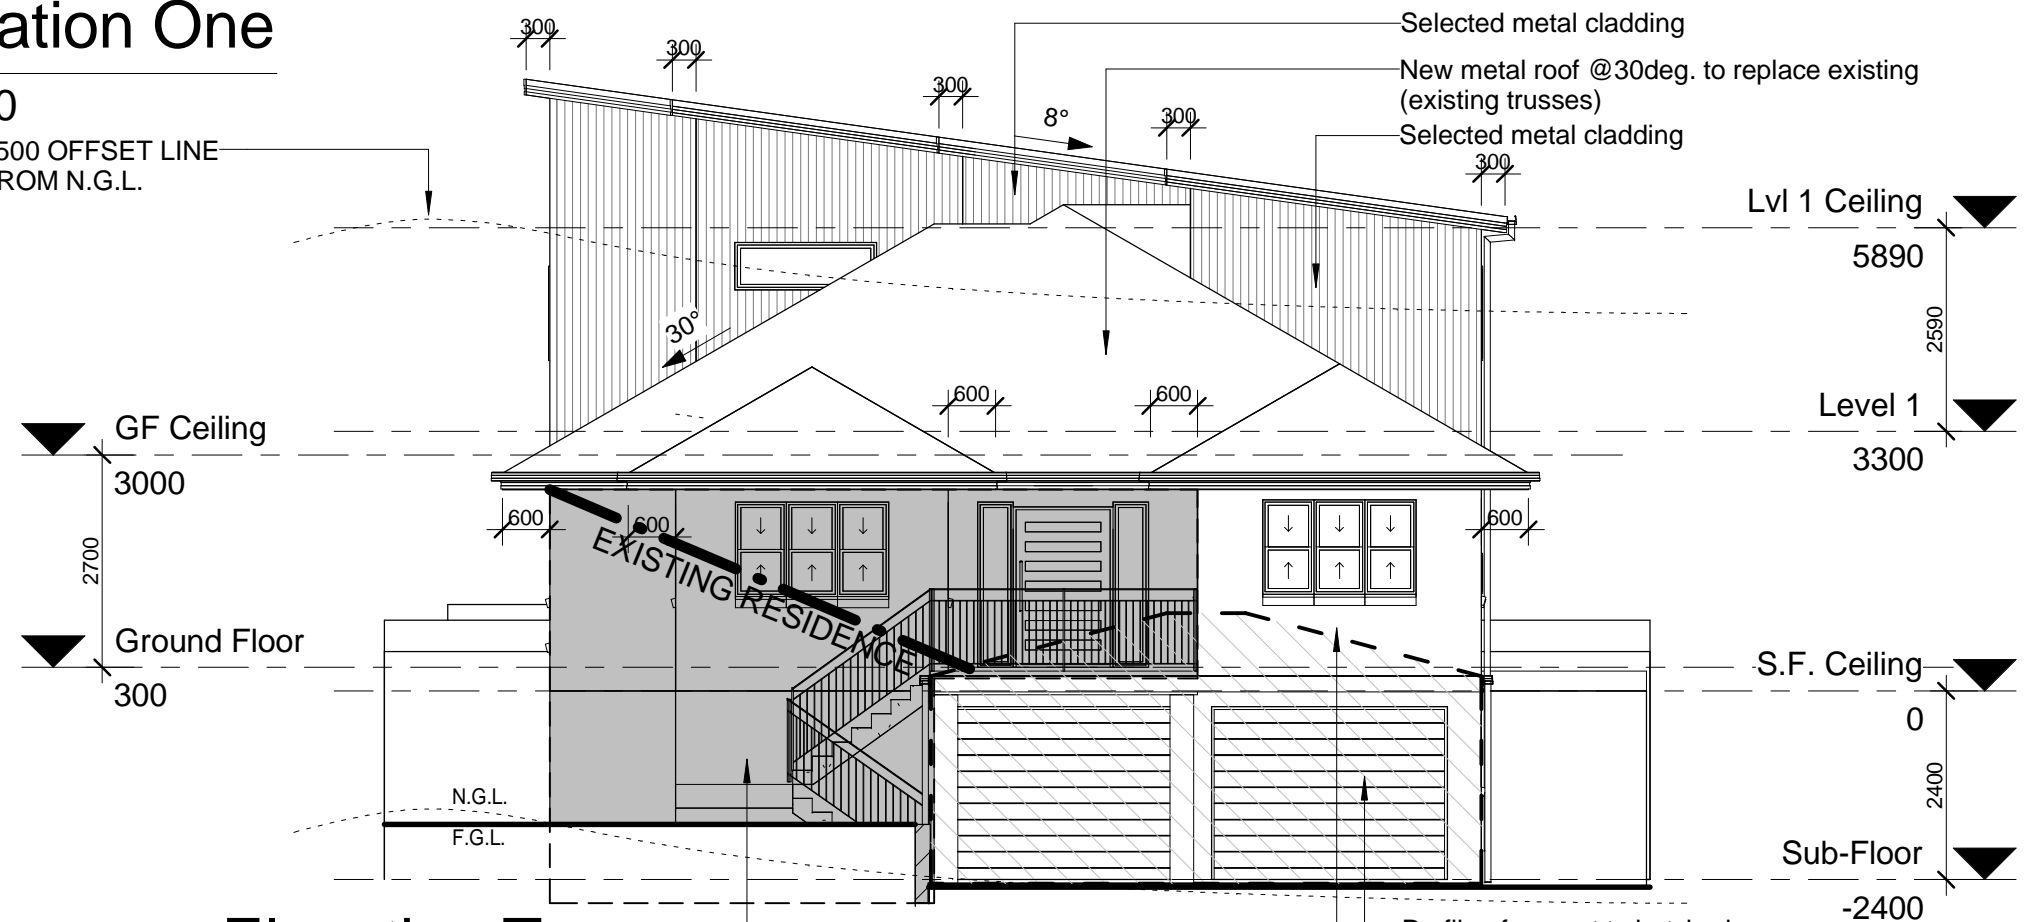 ation One
0
500 OFFSET LINE
ROM N.G.L.
300
300
300
300
300
8°
Selected metal cladding
New metal roof @30deg. to replace existing
(existing trusses)
Selected metal cladding
Lvl 1 Ceiling
5890
2590
30°
Level 1
3300
600
600
GF Ceiling
3000
2700
600
600
600
EXISTING RESIDENCE
Ground Floor
300
S.F. Ceiling
0
2400
N.G.L.
F.G.L.
Sub-Floor
-2400